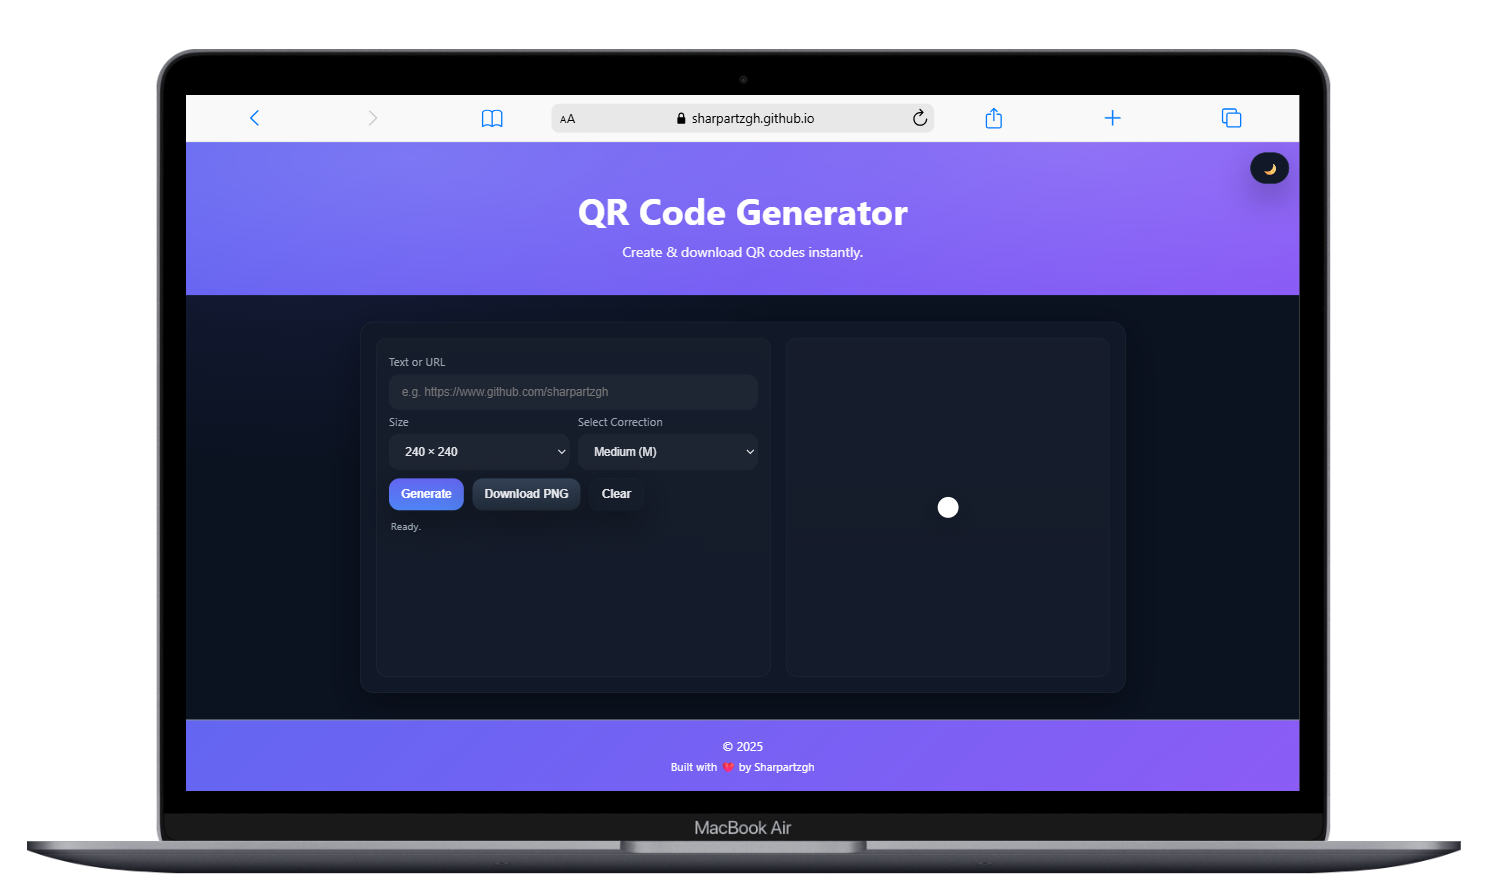 AA
sharpartzgh.github.io
QR Code Generator
Create & download QR codes instantly.
Text or URL
e.g. https://www.github.com/sharpartzgh
Size
Select Correction
240 × 240
Medium (M)
Generate
Download PNG
Clear
Ready.
© 2025
Built with ❤️ by Sharpartzgh
MacBook Air